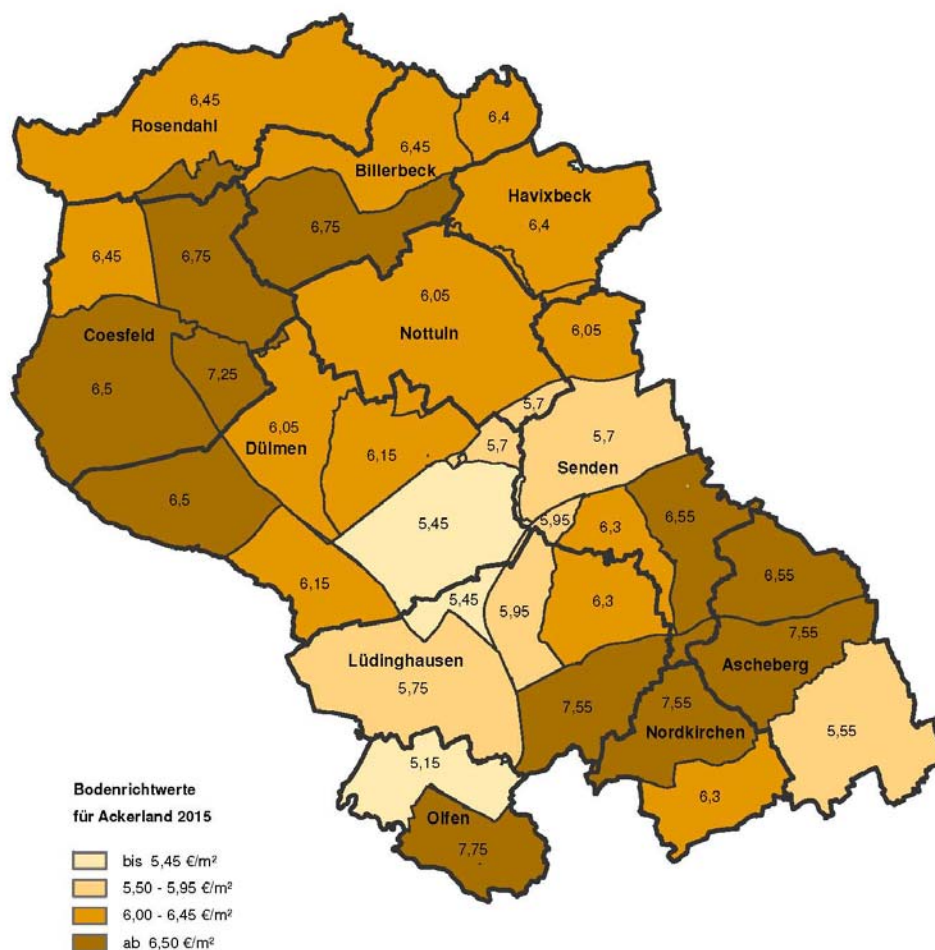 6,45
Rosendahl
6,45
6,4
Billerbeck
Havixbeck
6,4
6,75
6,45
6,75
6,05
Nottuln
6,05
Coesfeld
6,5
7,25
6,05
Dülmen
6,15
5,7
5,7
5,7
Senden
6,5
5,45
5,95
6,3
6,55
6,15
5,45
5,95
6,3
6,55
Lüdinghausen
5,75
7,55
Ascheberg
7,55
7,55
Nordkirchen
5,55
5,15
6,3
Olfen
7,75
Bodenrichtwerte
für Ackerland 2015
bis 5,45 €/m²
5,50 - 5,95 €/m²
6,00 - 6,45 €/m²
ab 6,50 €/m²